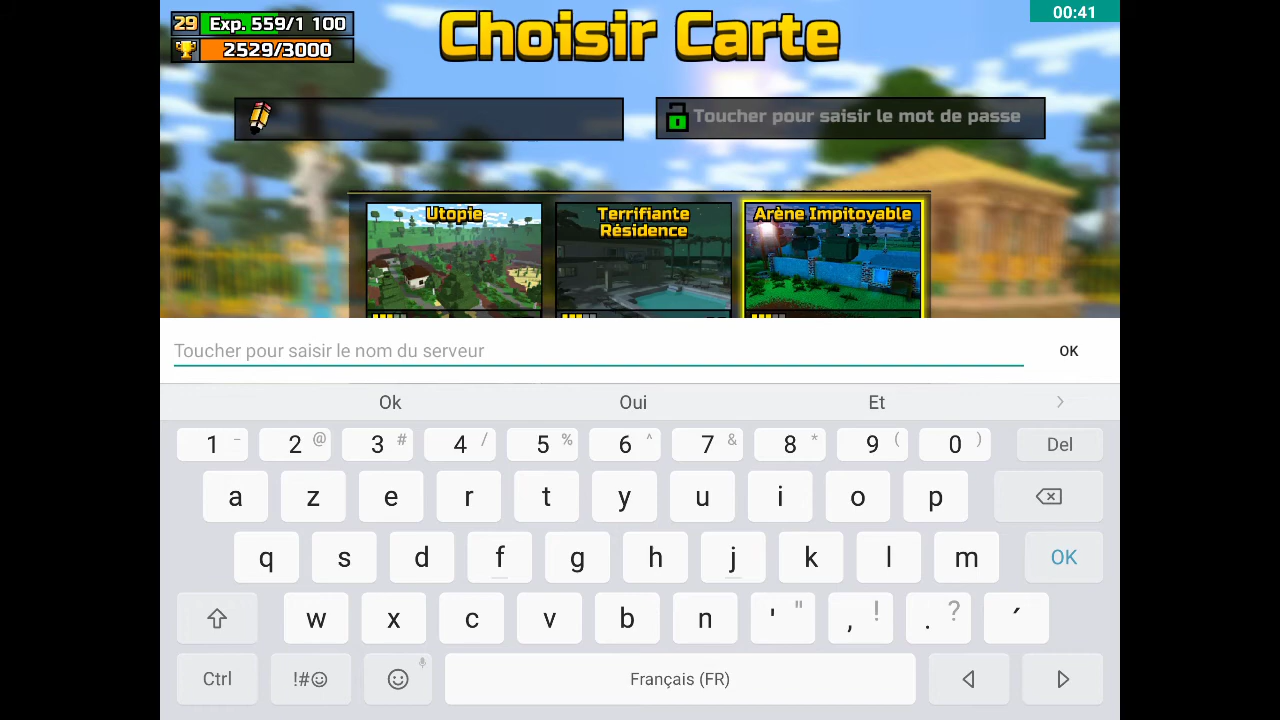 29 Exp. 559/1 100
2529/3000
Choisir Carte
00:41
Toucher pour saisir le mot de passe
Utopie
Terrifiante
Résidence
Arène Impitoyable
Toucher pour saisir le nom du serveur
OK
Ok Oui Et
1 _ 2 @ 3 # 4 / 5 % 6 ^ 7 & 8 * 9 ( 0 ) Del
a z e r t y u i o p
q s d f g h j k l m OK
w x c v b n ' " , ! . ? ´
Ctrl !#☺ Français (FR)